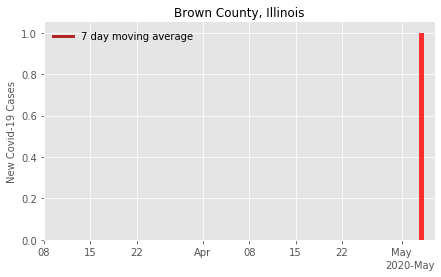 Brown County, Illinois
7 day moving average
New Covid-19 Cases
1.0
0.8
0.6
0.4
0.2
0.0
08 15 22 Apr 08 15 22 May
2020-May